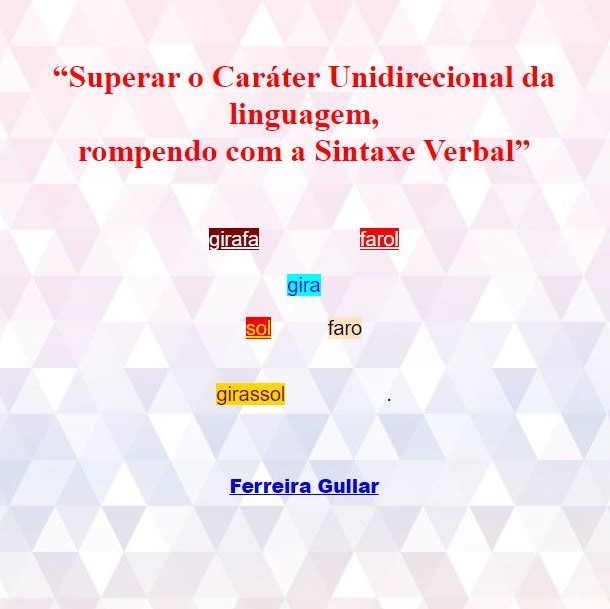 “Superar o Caráter Unidirecional da
linguagem,
rompendo com a Sintaxe Verbal”
girafa farol
gira
sol faro
girassol .
Ferreira Gullar